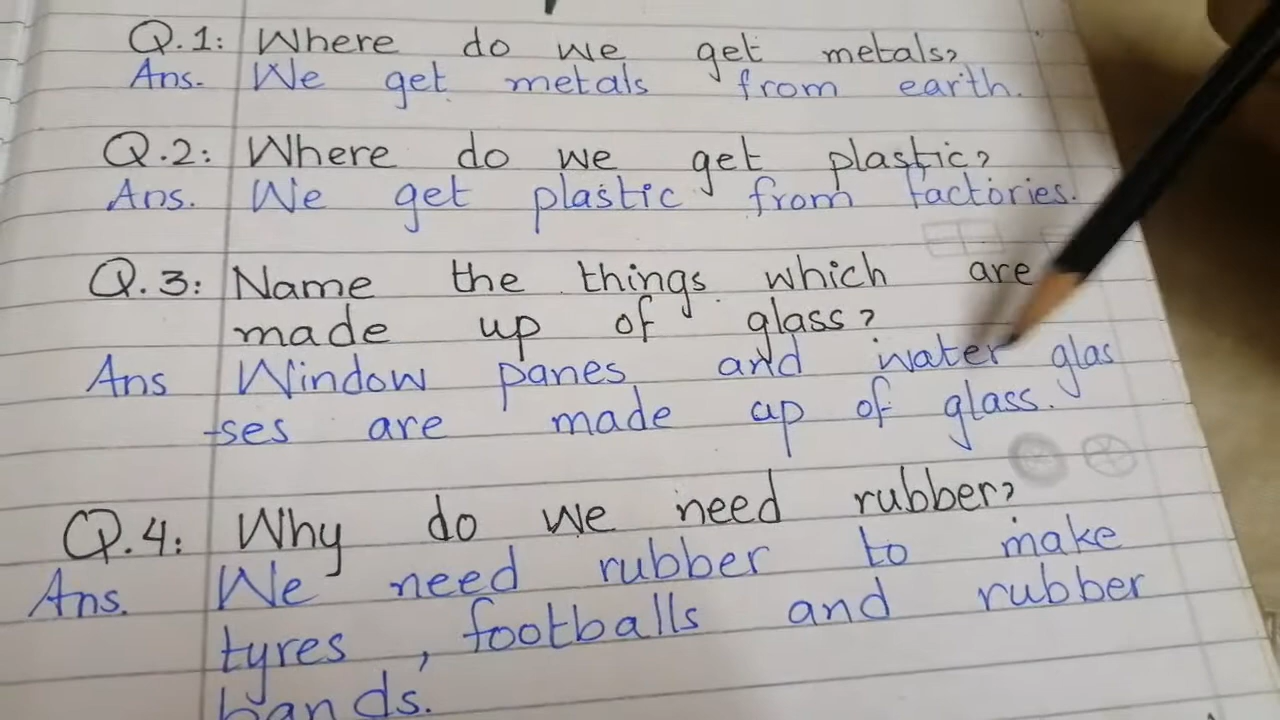 Q.1: Where do we get metals?
Ans. We get metals from earth.
Q.2: Where do we get plastic?
Ans. We get plastic from factories.
Q.3: Name the things which are
made up of glass?
Ans Window panes and water glas
-ses are made up of glass.
Q.4: Why do we need rubber?
Ans. We need rubber to make
tyres , footballs and rubber
bands.